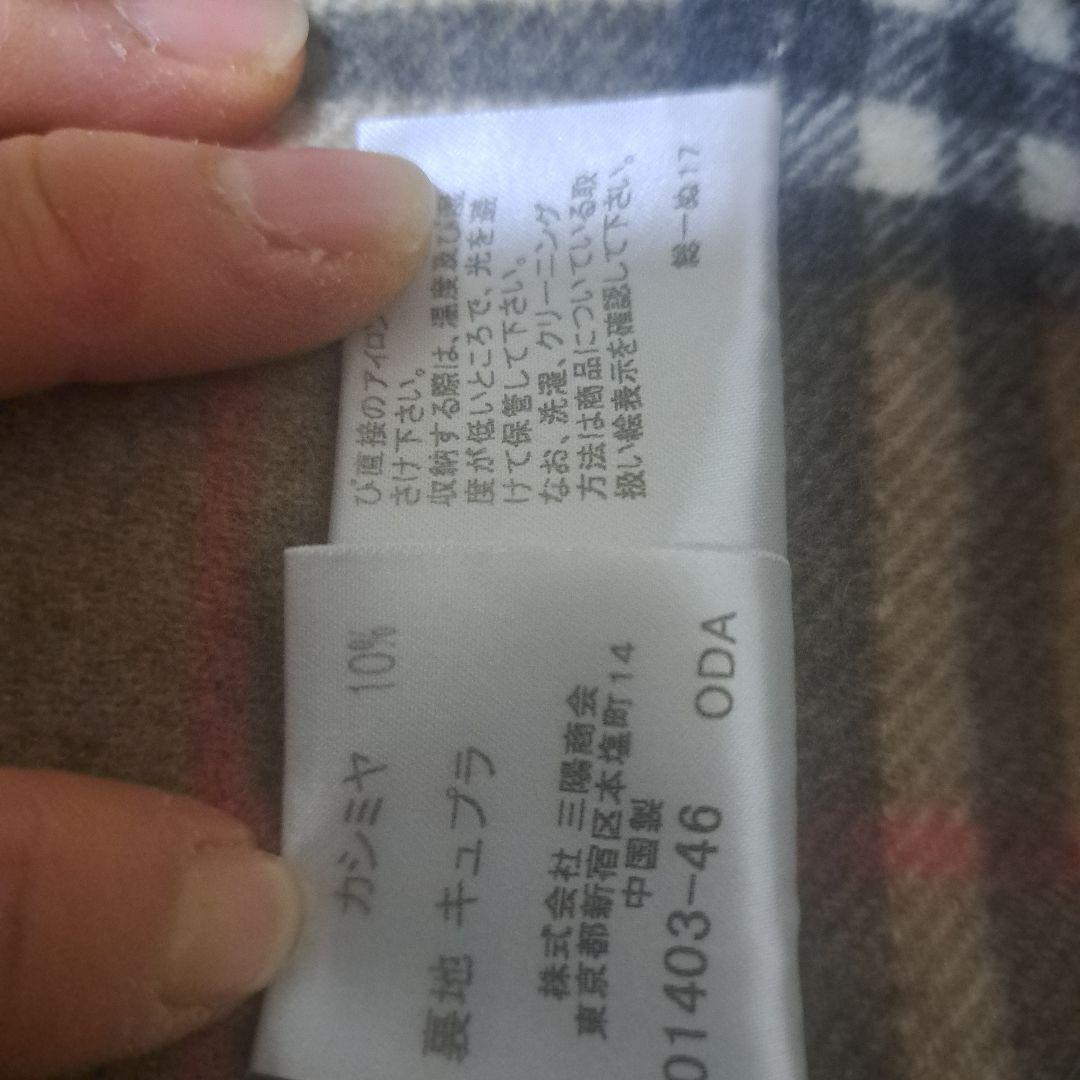 び直接のアイロン
さけ下さい。
収納する際は、温度及び湿
度が低いところで、光を避
けて保管して下さい。
なお、洗濯、クリーニング
方法は商品についている取
扱い絵表示を確認して下さい。
総一ぬ17
カシミヤ 10%
裏地 キュプラ
株式会社 三陽商会
東京都新宿区本塩町14
中国製
01403-46 ODA